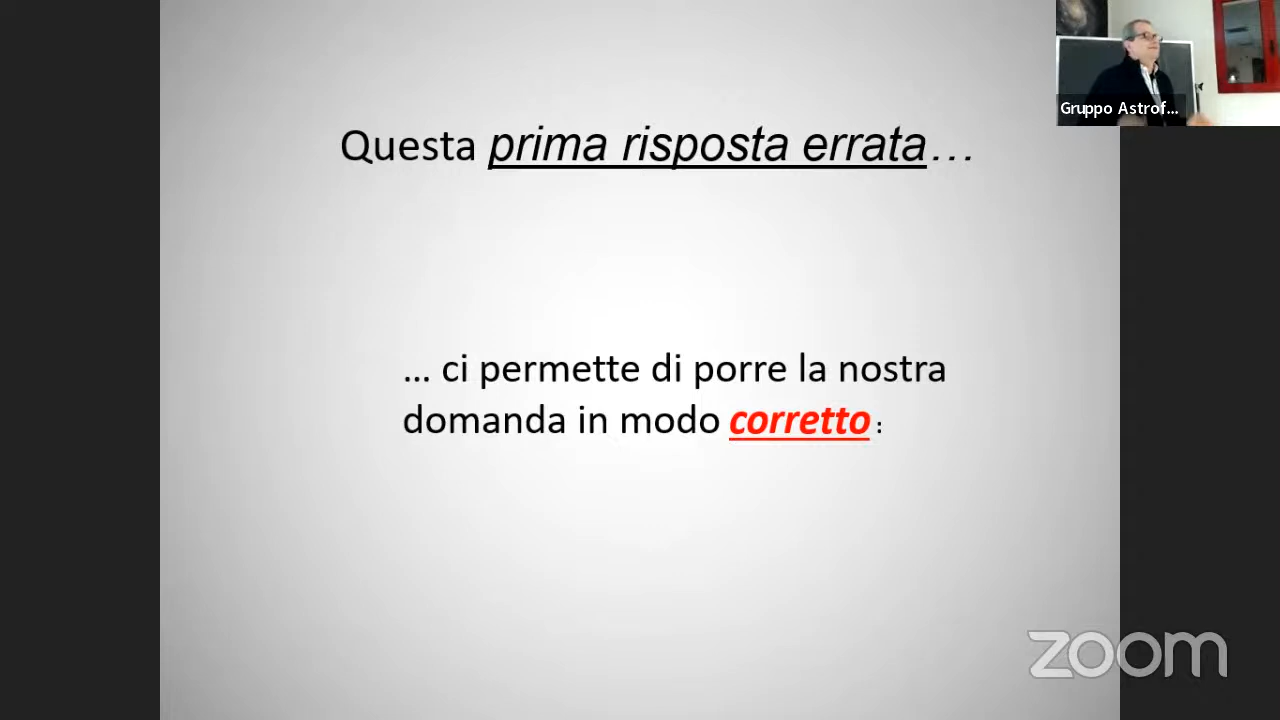 Gruppo Astrof...
Questa prima risposta errata...
... ci permette di porre la nostra
domanda in modo corretto :
zoom